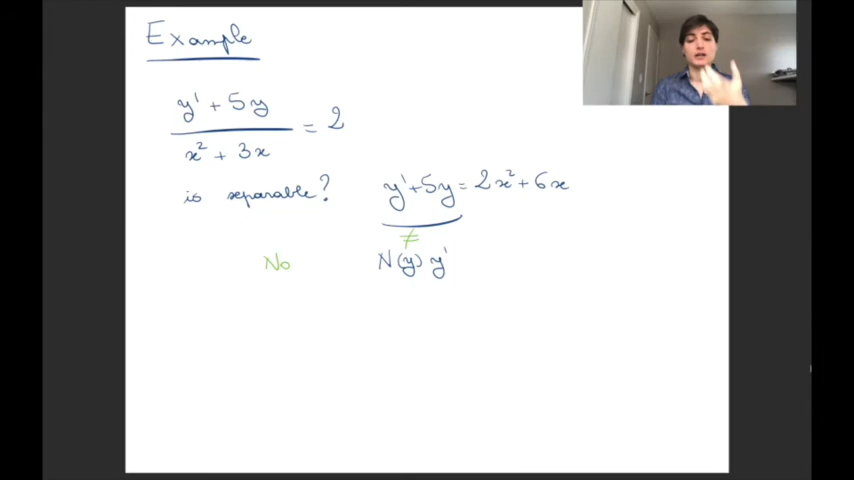 Example
y' + 5y
x² + 3x
= 2
is separable?
y' + 5y = 2x² + 6x
≠
No
N(y) y'